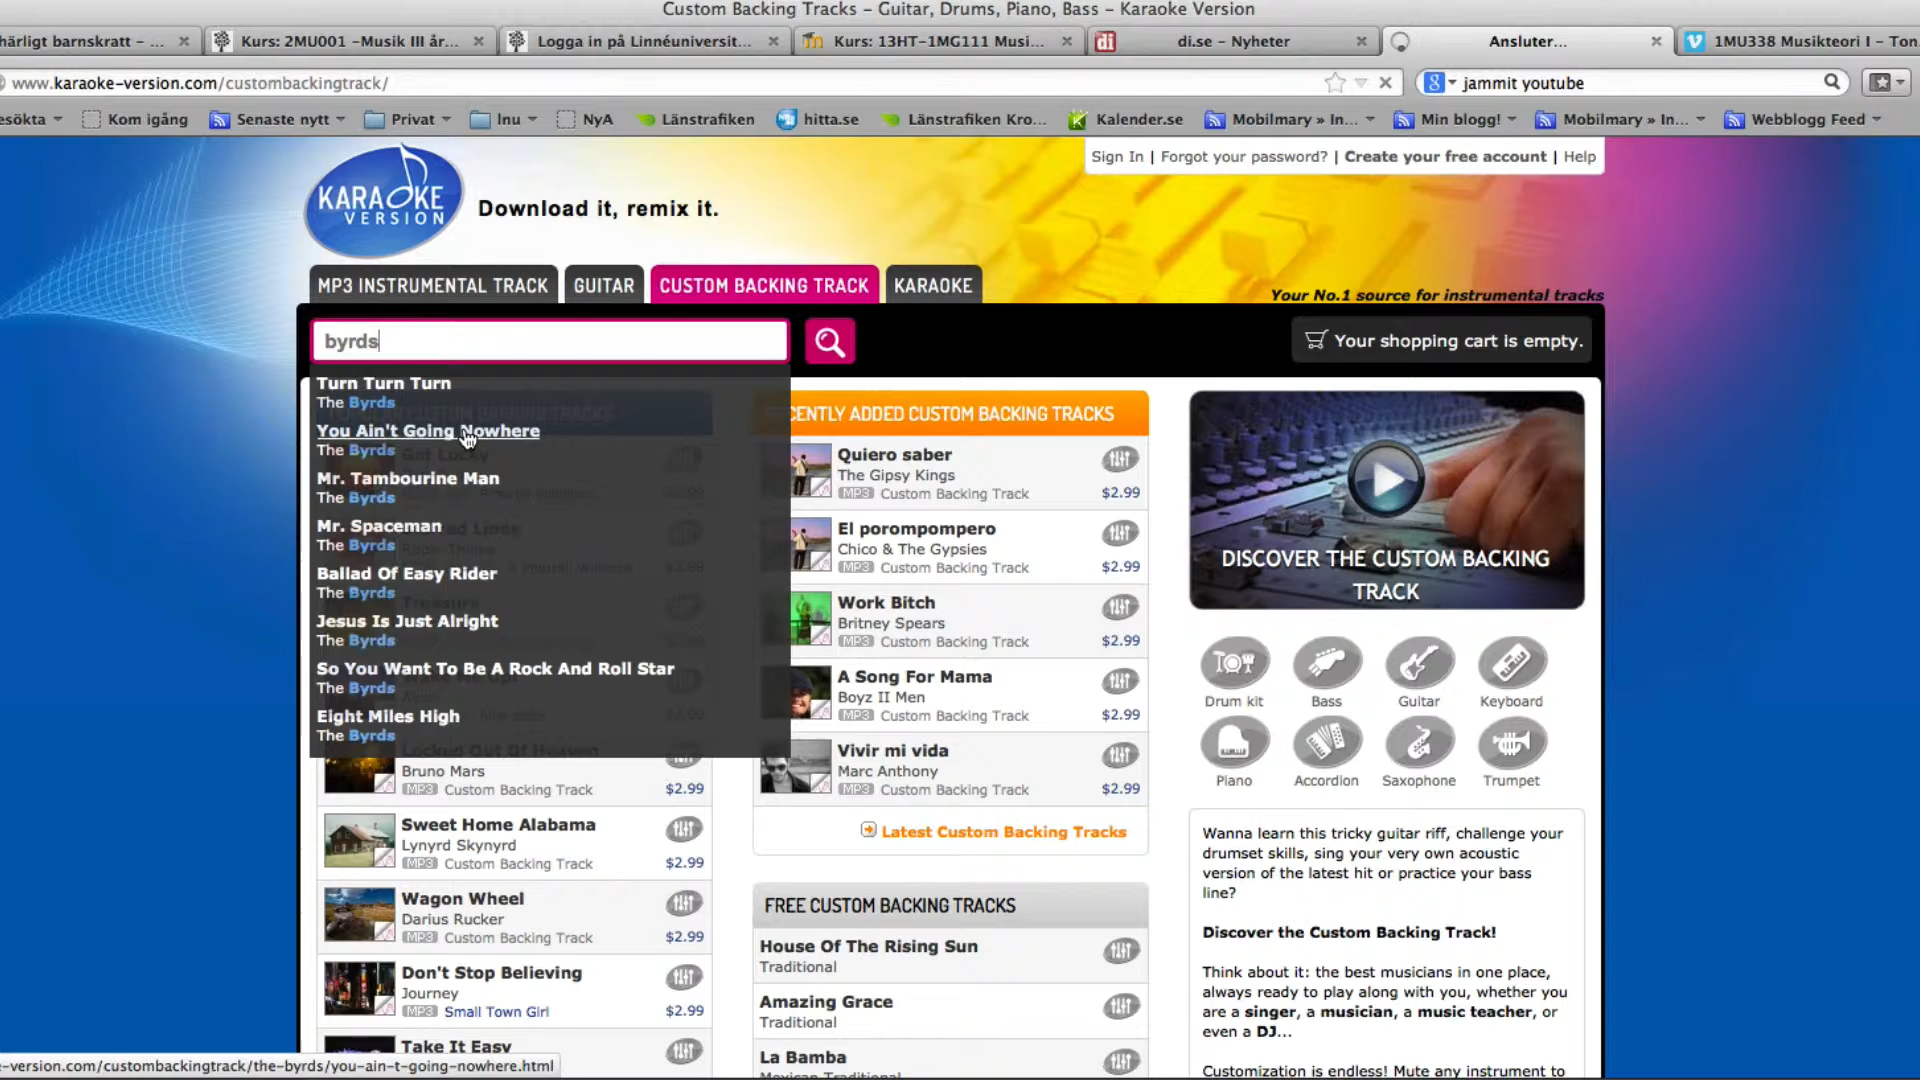 Custom Backing Tracks – Guitar, Drums, Piano, Bass – Karaoke Version
härligt barnskratt – ...
Kurs: 2MU001 –Musik III år...
Logga in på Linnéuniversit...
Kurs: 13HT-1MG111 Musi...
di.se – Nyheter
Ansluter...
1MU338 Musikteori I – Ton
www.karaoke-version.com/custombackingtrack/
jammit youtube
esökta
Kom igång
Senaste nytt
Privat
lnu
NyA
Länstrafiken
hitta.se
Länstrafiken Kro...
Kalender.se
Mobilmary » In...
Min blogg!
Mobilmary » In...
Webblogg Feed
Sign In | Forgot your password? | Create your free account | Help
KARAOKE
VERSION
Download it, remix it.
MP3 INSTRUMENTAL TRACK
GUITAR
CUSTOM BACKING TRACK
KARAOKE
Your No.1 source for instrumental tracks
byrds
Your shopping cart is empty.
Turn Turn Turn
The Byrds
You Ain't Going Nowhere
The Byrds
Mr. Tambourine Man
The Byrds
Mr. Spaceman
The Byrds
Ballad Of Easy Rider
The Byrds
Jesus Is Just Alright
The Byrds
So You Want To Be A Rock And Roll Star
The Byrds
Eight Miles High
The Byrds
Locked Out Of Heaven
Bruno Mars
MP3 Custom Backing Track
$2.99
Sweet Home Alabama
Lynyrd Skynyrd
MP3 Custom Backing Track
$2.99
Wagon Wheel
Darius Rucker
MP3 Custom Backing Track
$2.99
Don't Stop Believing
Journey
MP3 Small Town Girl
$2.99
Take It Easy
RECENTLY ADDED CUSTOM BACKING TRACKS
Quiero saber
The Gipsy Kings
MP3 Custom Backing Track
$2.99
El porompompero
Chico & The Gypsies
MP3 Custom Backing Track
$2.99
Work Bitch
Britney Spears
MP3 Custom Backing Track
$2.99
A Song For Mama
Boyz II Men
MP3 Custom Backing Track
$2.99
Vivir mi vida
Marc Anthony
MP3 Custom Backing Track
$2.99
Latest Custom Backing Tracks
FREE CUSTOM BACKING TRACKS
House Of The Rising Sun
Traditional
Amazing Grace
Traditional
La Bamba
Mexican Traditional
DISCOVER THE CUSTOM BACKING
TRACK
Drum kit
Bass
Guitar
Keyboard
Piano
Accordion
Saxophone
Trumpet
Wanna learn this tricky guitar riff, challenge your
drumset skills, sing your very own acoustic
version of the latest hit or practice your bass
line?
Discover the Custom Backing Track!
Think about it: the best musicians in one place,
always ready to play along with you, whether you
are a singer, a musician, a music teacher, or
even a DJ...
Customization is endless! Mute any instrument to
e-version.com/custombackingtrack/the-byrds/you-ain-t-going-nowhere.html